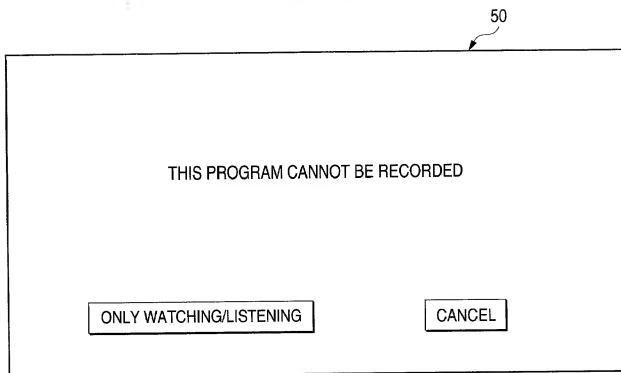 50
THIS PROGRAM CANNOT BE RECORDED
ONLY WATCHING/LISTENING
CANCEL